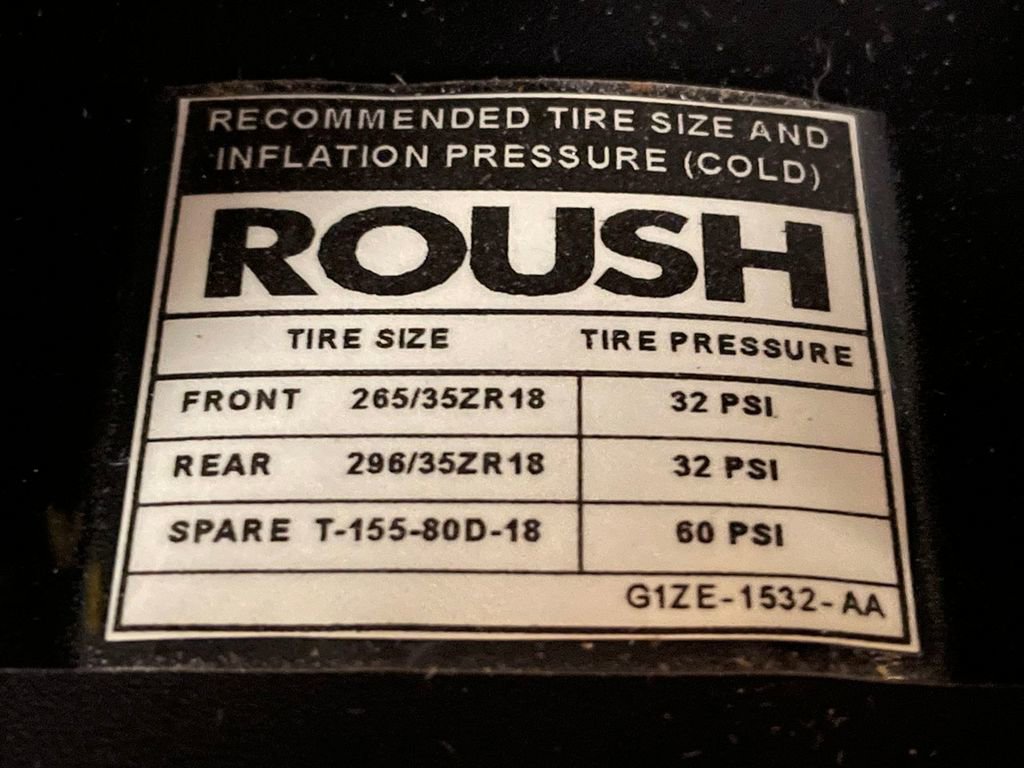 RECOMMENDED TIRE SIZE AND
INFLATION PRESSURE (COLD)
ROUSH
TIRE SIZE TIRE PRESSURE
FRONT 265/35ZR18 32 PSI
REAR 296/35ZR18 32 PSI
SPARE T-155-80D-18 60 PSI
G1ZE-1532-AA